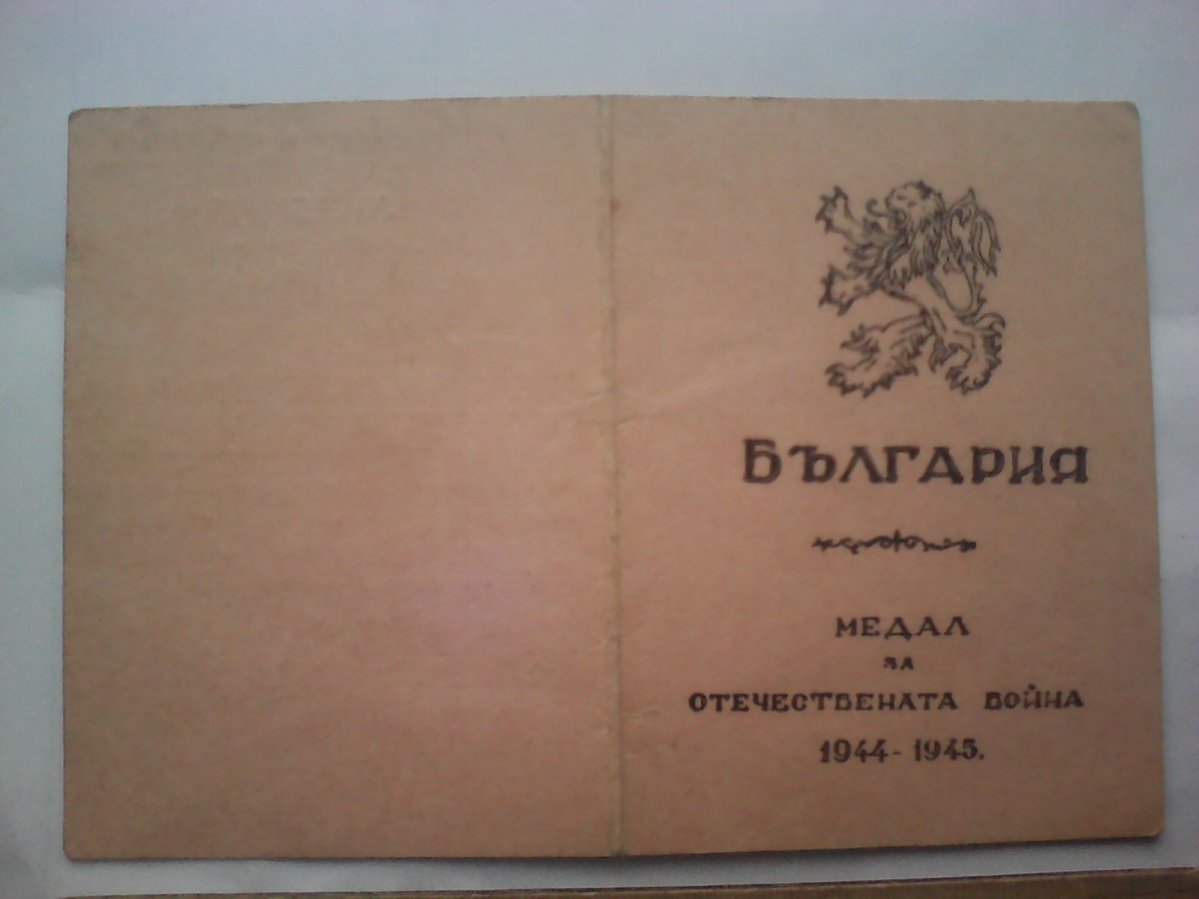 БЪЛГАРИЯ
МЕДАЛ
ЗА
ОТЕЧЕСТВЕНАТА ВОЙНА
1944-1945.